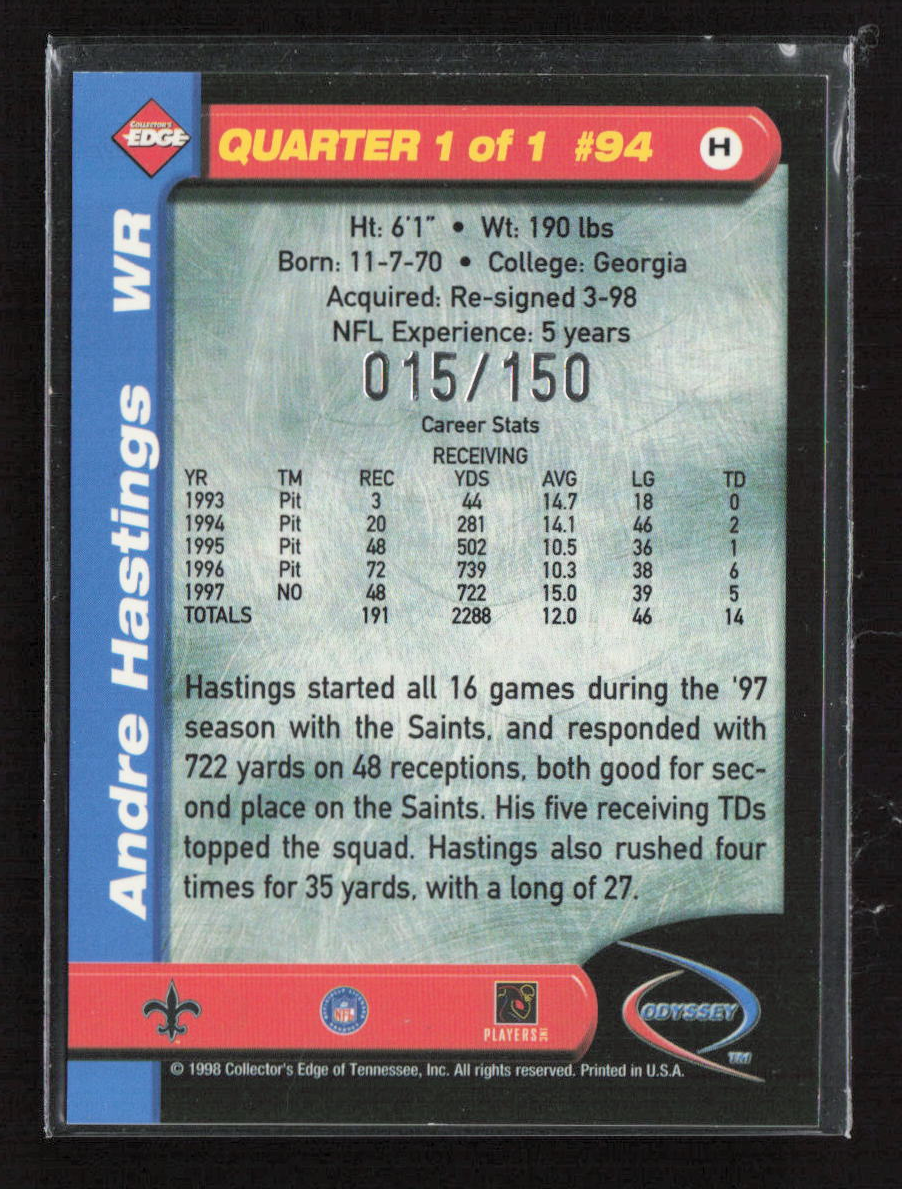 COLLECTOR'S
EDGE
QUARTER 1 of 1 #94 H
Andre Hastings WR
Ht: 6'1" • Wt: 190 lbs
Born: 11-7-70 • College: Georgia
Acquired: Re-signed 3-98
NFL Experience: 5 years
015/150
Career Stats
RECEIVING
YR TM REC YDS AVG LG TD
1993 Pit 3 44 14.7 18 0
1994 Pit 20 281 14.1 46 2
1995 Pit 48 502 10.5 36 1
1996 Pit 72 739 10.3 38 6
1997 NO 48 722 15.0 39 5
TOTALS 191 2288 12.0 46 14
Hastings started all 16 games during the '97
season with the Saints, and responded with
722 yards on 48 receptions, both good for sec-
ond place on the Saints. His five receiving TDs
topped the squad. Hastings also rushed four
times for 35 yards, with a long of 27.
NFL
PLAYERS INC
ODYSSEY
TM
© 1998 Collector's Edge of Tennessee, Inc. All rights reserved. Printed in U.S.A.